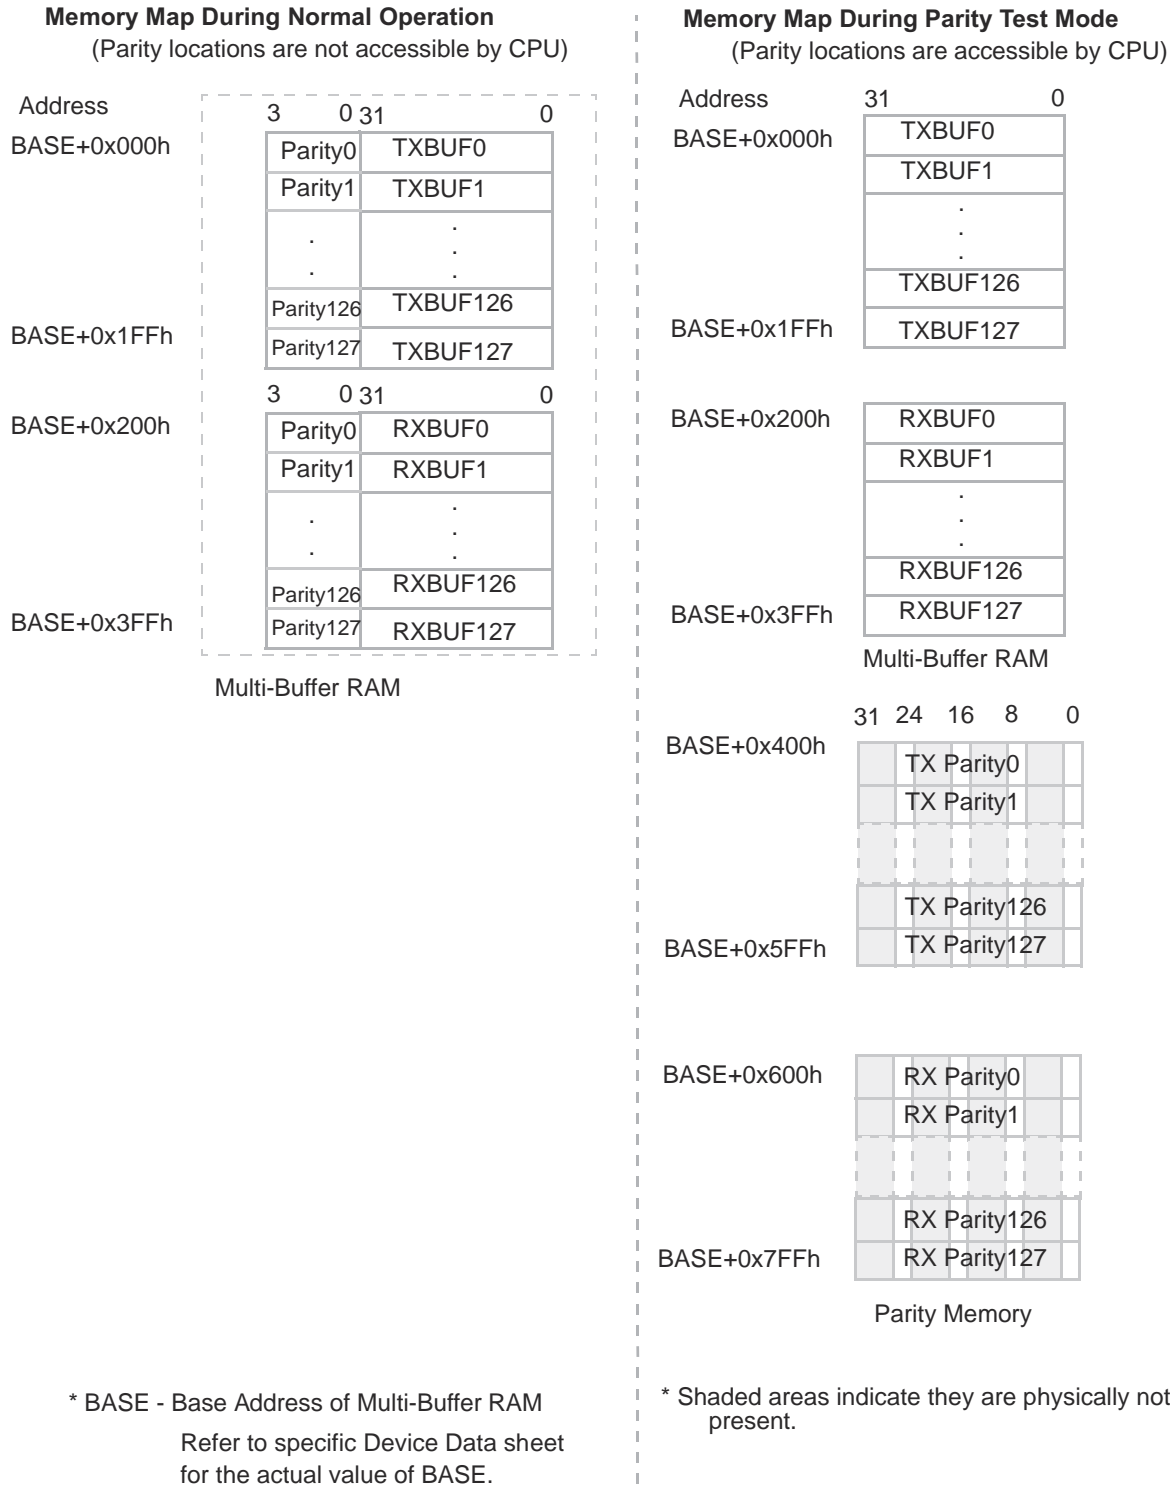 Memory Map During Normal Operation
(Parity locations are not accessible by CPU)
Address
3 0 31 0
BASE+0x000h Parity0 TXBUF0
Parity1 TXBUF1
. .
. .
.
Parity126 TXBUF126
BASE+0x1FFh Parity127 TXBUF127
3 0 31 0
BASE+0x200h Parity0 RXBUF0
Parity1 RXBUF1
. .
. .
.
Parity126 RXBUF126
BASE+0x3FFh Parity127 RXBUF127
Multi-Buffer RAM
* BASE - Base Address of Multi-Buffer RAM
Refer to specific Device Data sheet
for the actual value of BASE.
Memory Map During Parity Test Mode
(Parity locations are accessible by CPU)
Address 31 0
BASE+0x000h TXBUF0
TXBUF1
.
.
.
TXBUF126
BASE+0x1FFh TXBUF127
BASE+0x200h RXBUF0
RXBUF1
.
.
.
RXBUF126
BASE+0x3FFh RXBUF127
Multi-Buffer RAM
31 24 16 8 0
BASE+0x400h TX Parity0
TX Parity1
TX Parity126
BASE+0x5FFh TX Parity127
BASE+0x600h RX Parity0
RX Parity1
RX Parity126
BASE+0x7FFh RX Parity127
Parity Memory
* Shaded areas indicate they are physically not
present.